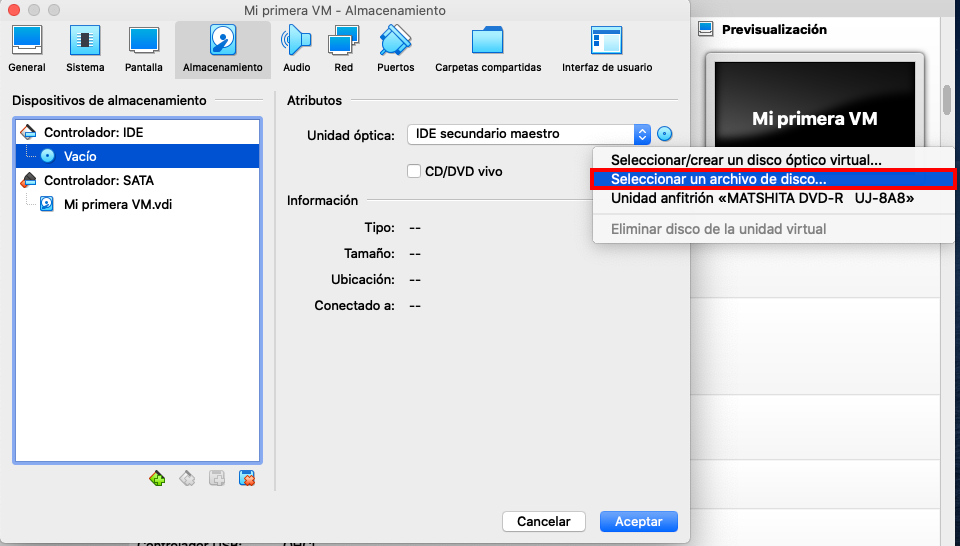 Mi primera VM - Almacenamiento
General
Sistema
Pantalla
Almacenamiento
Audio
Red
Puertos
Carpetas compartidas
Interfaz de usuario
Previsualización
Mi primera VM
Dispositivos de almacenamiento
Controlador: IDE
Vacío
Controlador: SATA
Mi primera VM.vdi
Atributos
Unidad óptica: IDE secundario maestro
CD/DVD vivo
Información
Tipo: --
Tamaño: --
Ubicación: --
Conectado a: --
Seleccionar/crear un disco óptico virtual...
Seleccionar un archivo de disco...
Unidad anfitrión «MATSHITA DVD-R UJ-8A8»
Eliminar disco de la unidad virtual
Cancelar
Aceptar